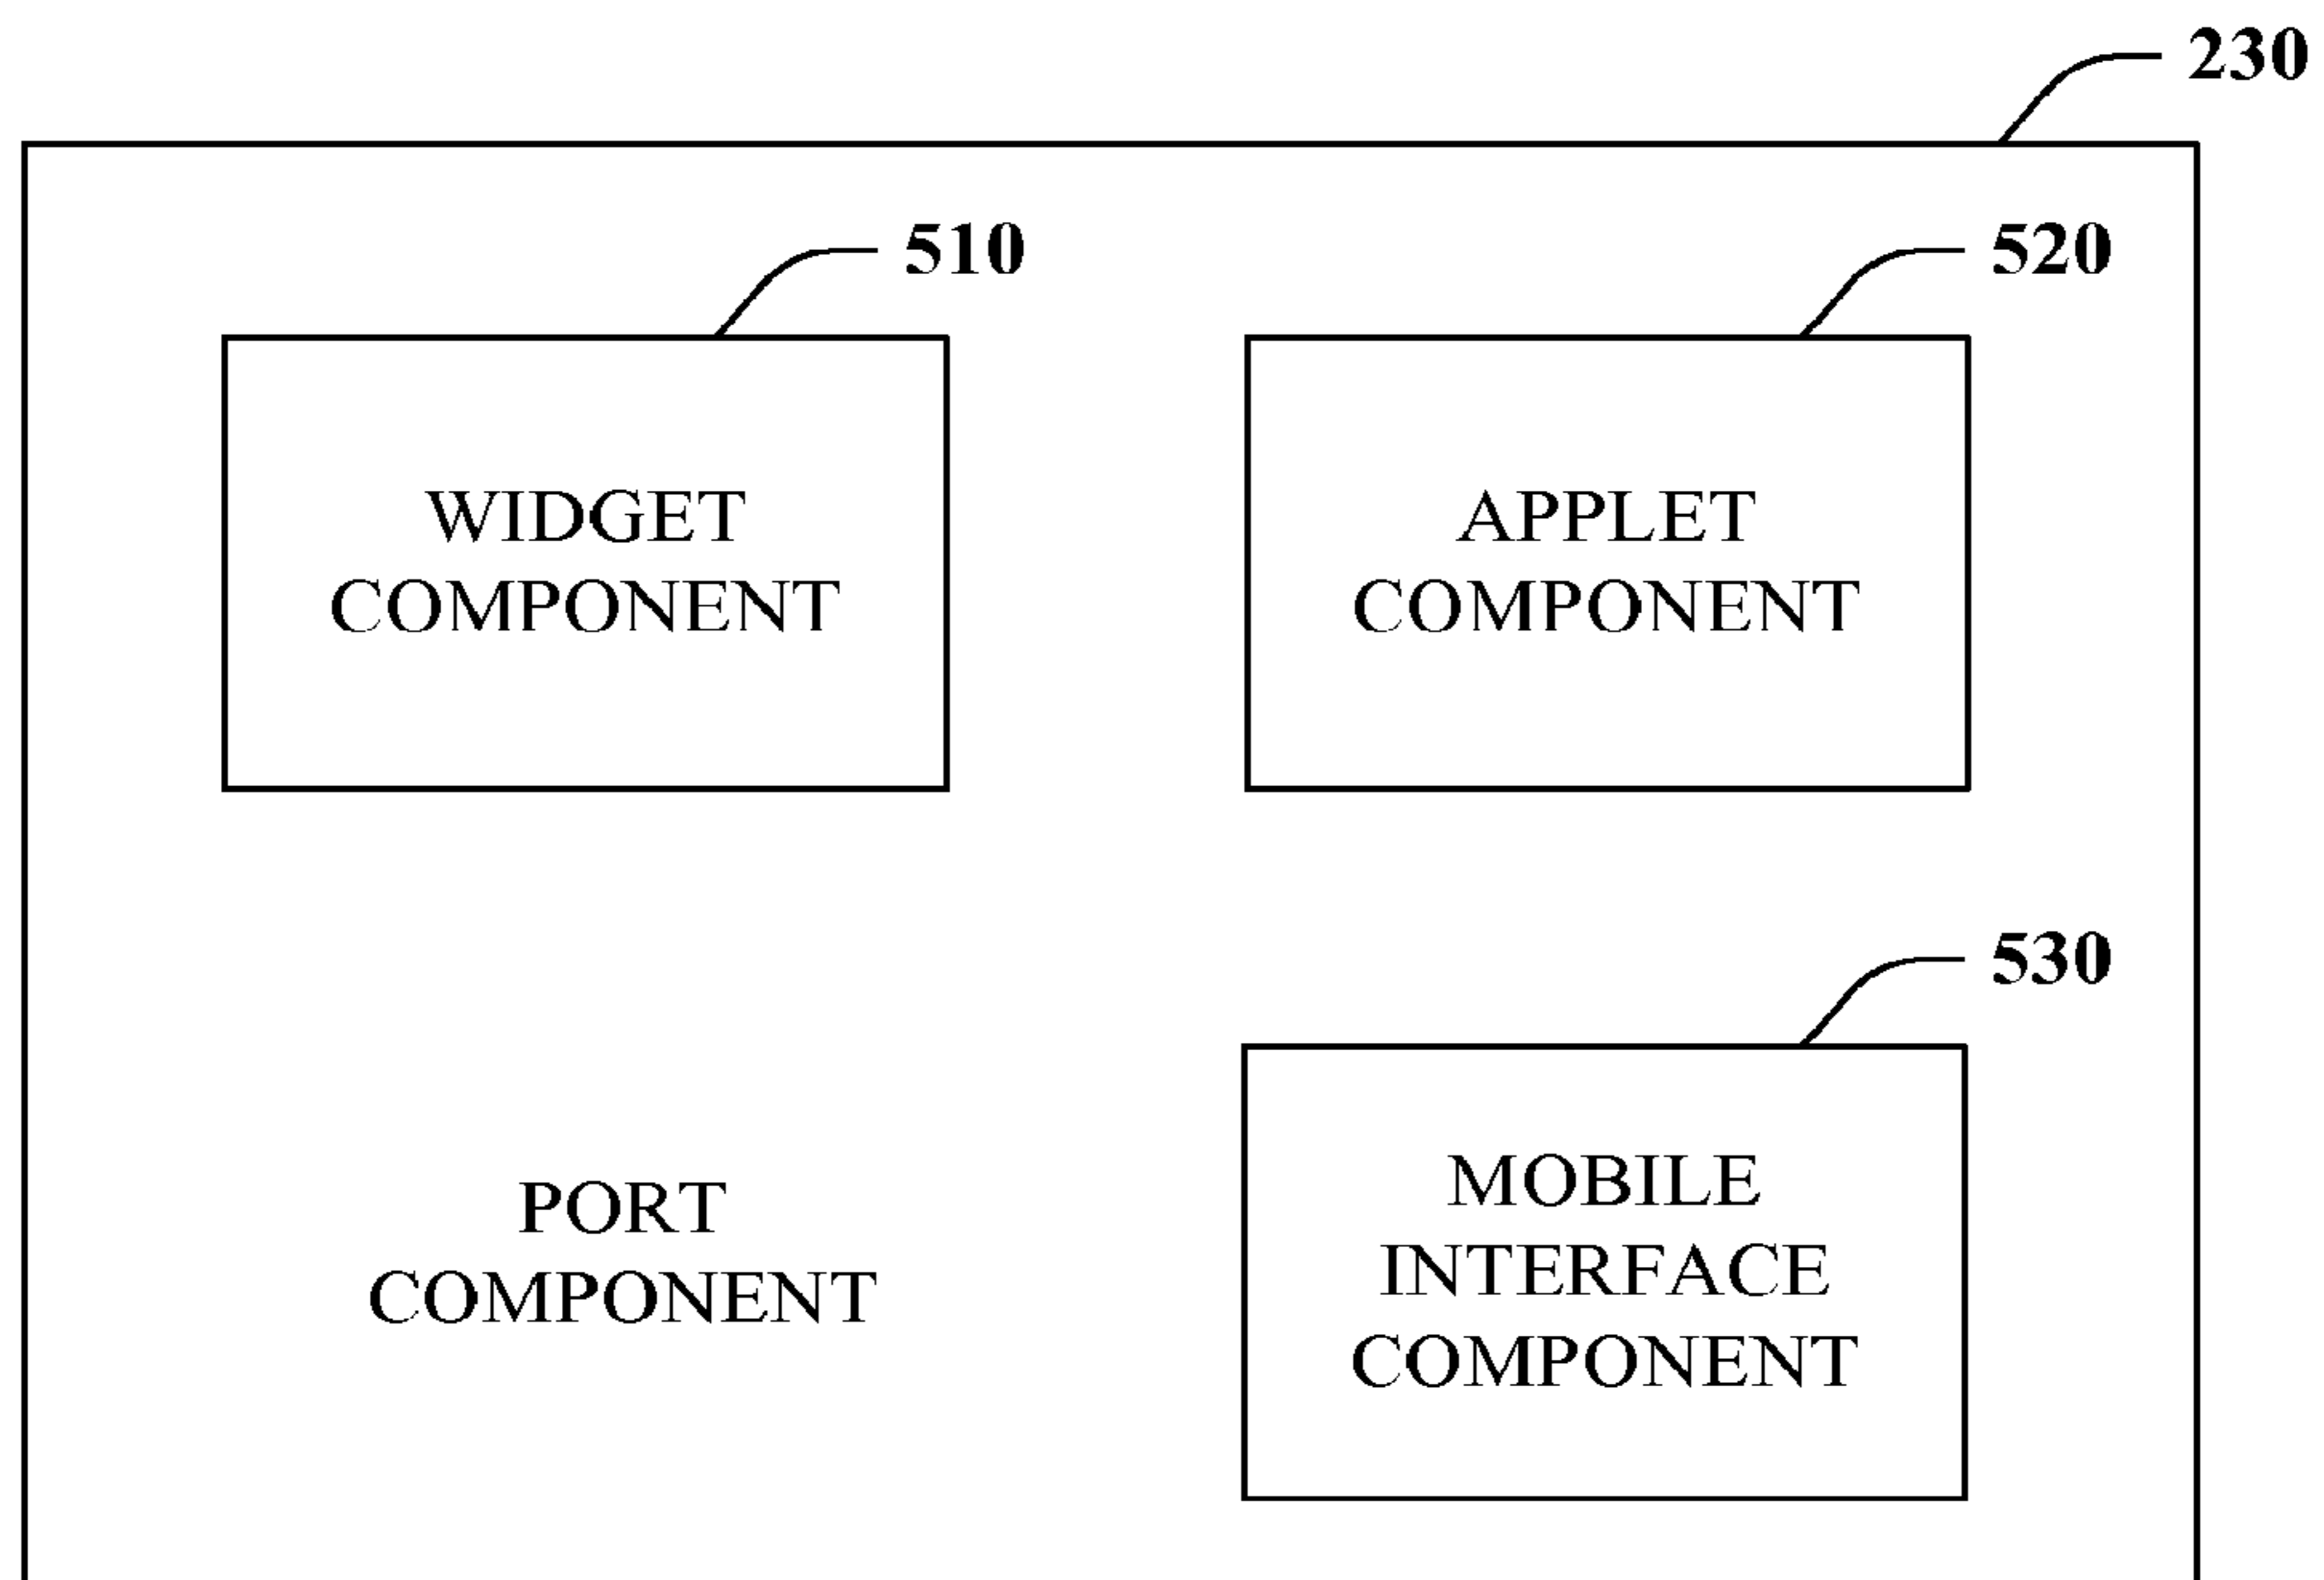 230
510
520
WIDGET
COMPONENT
APPLET
COMPONENT
530
PORT
COMPONENT
MOBILE
INTERFACE
COMPONENT